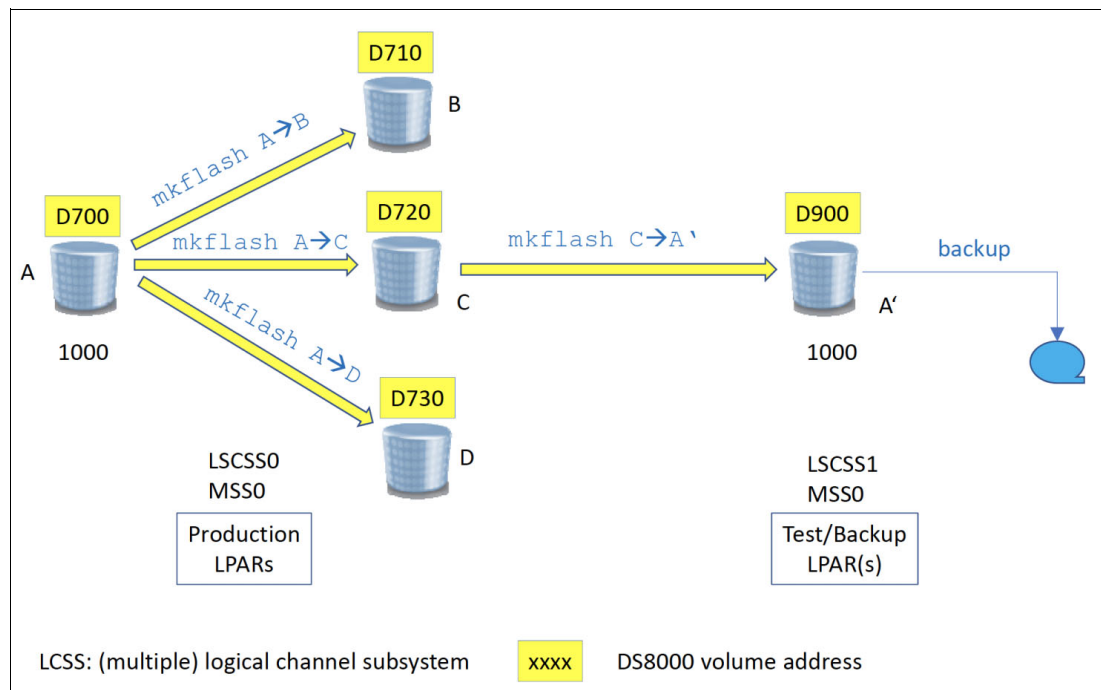 D710
B
mkflash A→B
D700
D720
D900
mkflash A→C
mkflash C→A‘
backup
A
C
A‘
1000
1000
mkflash A→D
D730
D
LSCSS0
MSS0
LSCSS1
MSS0
Production
LPARs
Test/Backup
LPAR(s)
LCSS: (multiple) logical channel subsystem
xxxx
DS8000 volume address